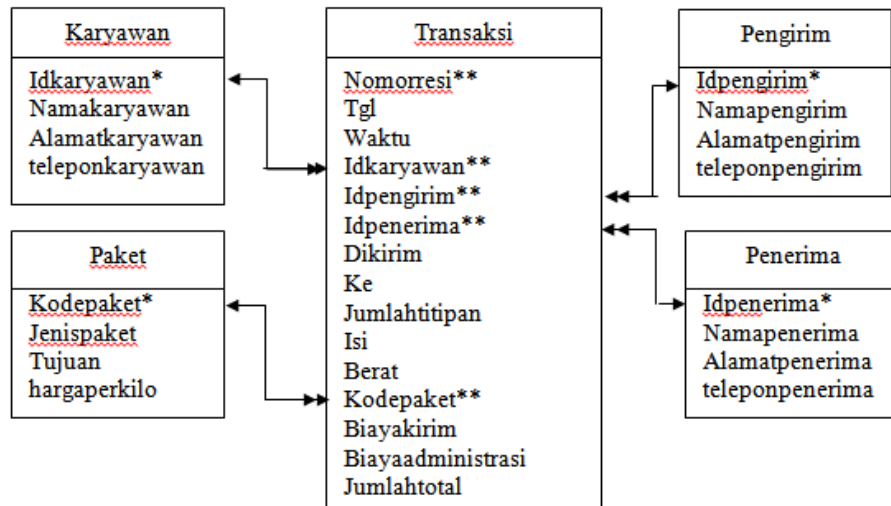 Karyawan
Idkaryawan*
Namakaryawan
Alamatkaryawan
teleponkaryawan
Paket
Kodepaket*
Jenispaket
Tujuan
hargaperkilo
Transaksi
Nomorresi**
Tgl
Waktu
Idkaryawan**
Idpengirim**
Idpenerima**
Dikirim
Ke
Jumlahtitipan
Isi
Berat
Kodepaket**
Biayakirim
Biayaadministrasi
Jumlahtotal
Pengirim
Idpengirim*
Namapengirim
Alamatpengirim
teleponpengirim
Penerima
Idpenerima*
Namapenerima
Alamatpenerima
teleponpenerima